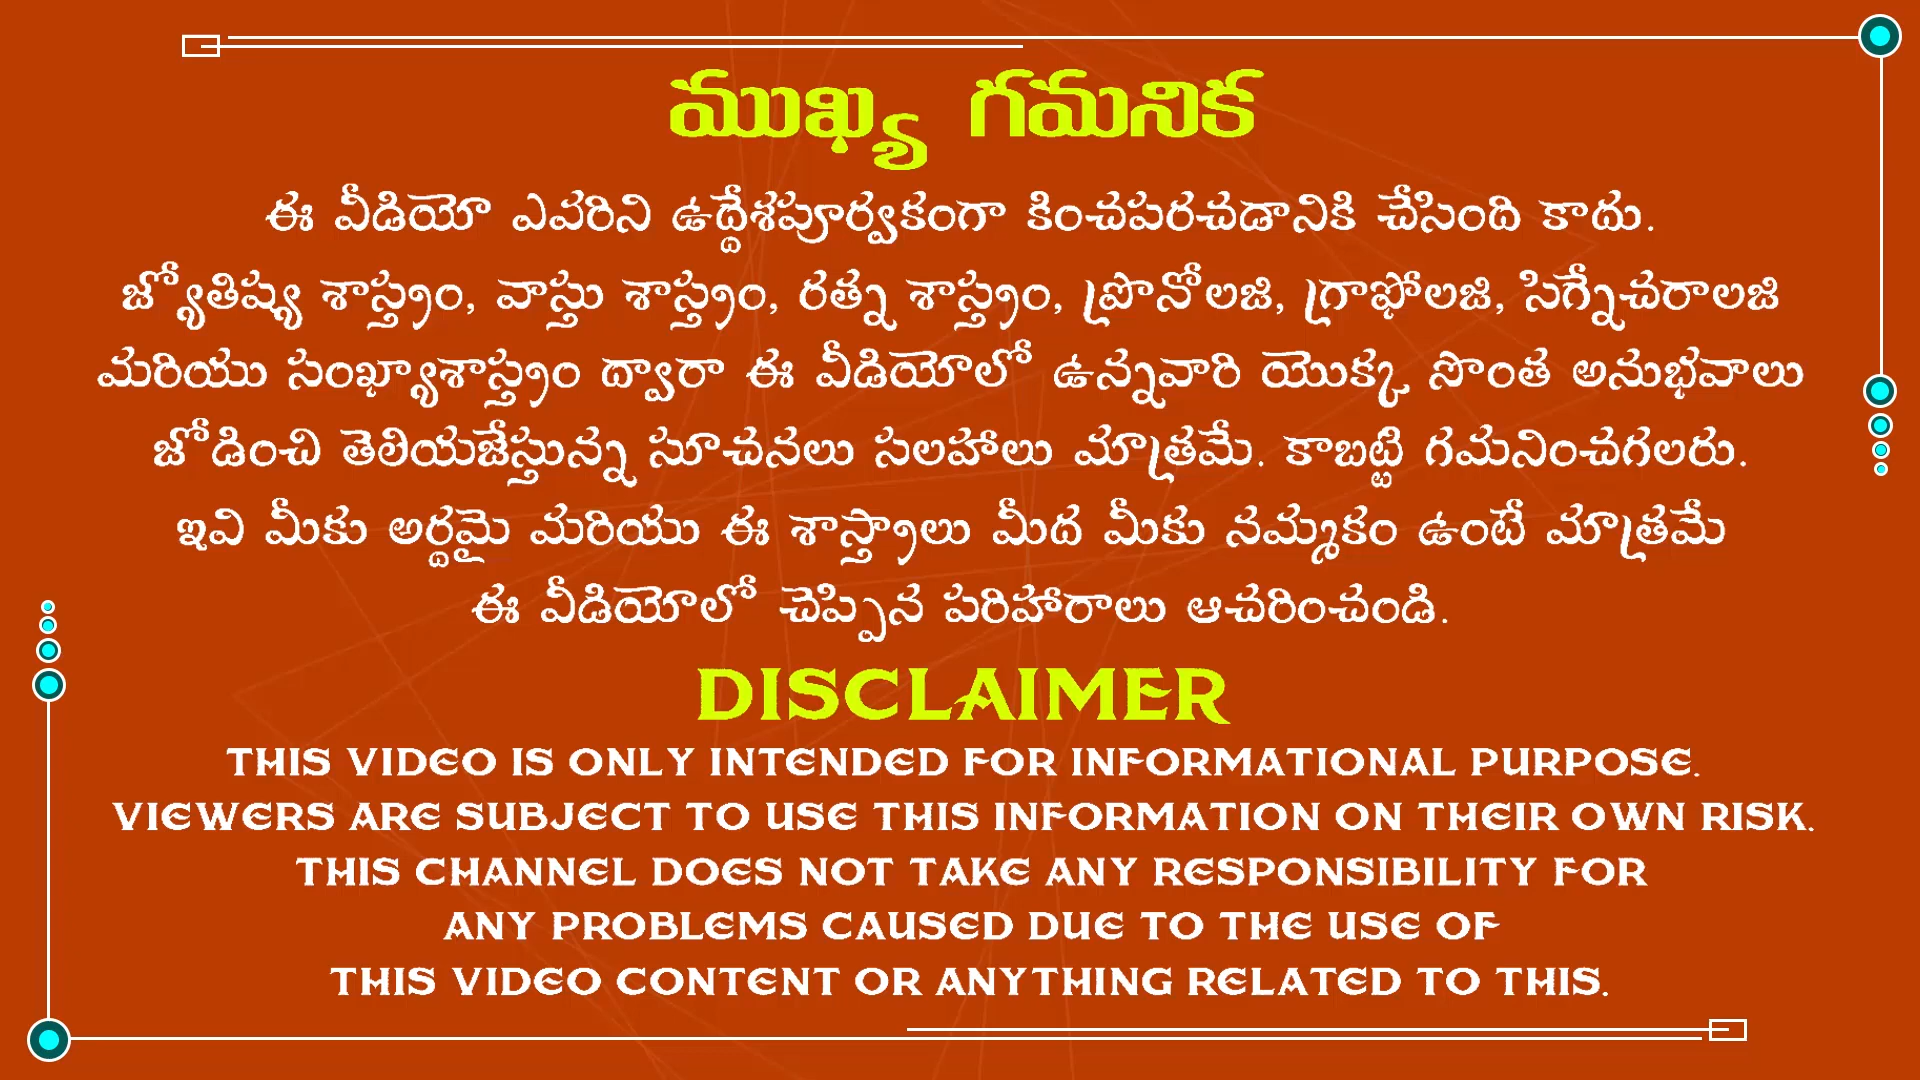 ముఖ్య గమనిక
ఈ వీడియో ఎవరిని ఉద్దేశపూర్వకంగా కించపరచడానికి చేసింది కాదు.
జ్యోతిష్య శాస్త్రం, వాస్తు శాస్త్రం, రత్న శాస్త్రం, ప్రొనోలజి, గ్రాఫోలజి, సిగ్నేచరాలజి
మరియు సంఖ్యాశాస్త్రం ద్వారా ఈ వీడియోలో ఉన్నవారి యొక్క సొంత అనుభవాలు
జోడించి తెలియజేస్తున్న సూచనలు సలహాలు మాత్రమే. కాబట్టి గమనించగలరు.
ఇవి మీకు అర్దమై మరియు ఈ శాస్త్రాలు మీద మీకు నమ్మకం ఉంటే మాత్రమే
ఈ వీడియోలో చెప్పిన పరిహారాలు ఆచరించండి.
DISCLAIMER
THIS VIDEO IS ONLY INTENDED FOR INFORMATIONAL PURPOSE.
VIEWERS ARE SUBJECT TO USE THIS INFORMATION ON THEIR OWN RISK.
THIS CHANNEL DOES NOT TAKE ANY RESPONSIBILITY FOR
ANY PROBLEMS CAUSED DUE TO THE USE OF
THIS VIDEO CONTENT OR ANYTHING RELATED TO THIS.